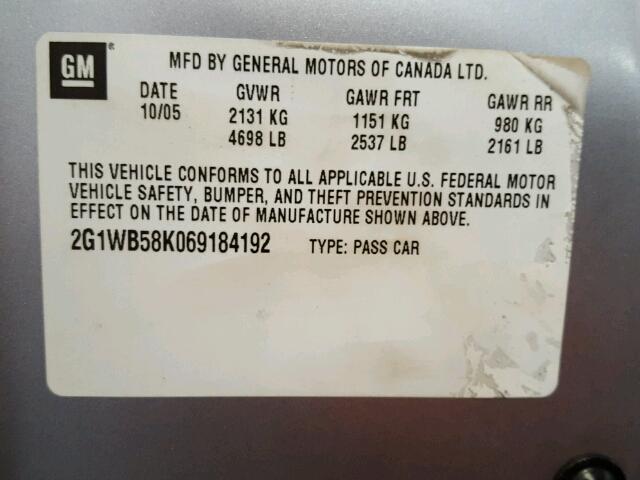 GM ®
MFD BY GENERAL MOTORS OF CANADA LTD.
DATE GVWR GAWR FRT GAWR RR
10/05 2131 KG 1151 KG 980 KG
4698 LB 2537 LB 2161 LB
THIS VEHICLE CONFORMS TO ALL APPLICABLE U.S. FEDERAL MOTOR
VEHICLE SAFETY, BUMPER, AND THEFT PREVENTION STANDARDS IN
EFFECT ON THE DATE OF MANUFACTURE SHOWN ABOVE.
2G1WB58K069184192 TYPE: PASS CAR